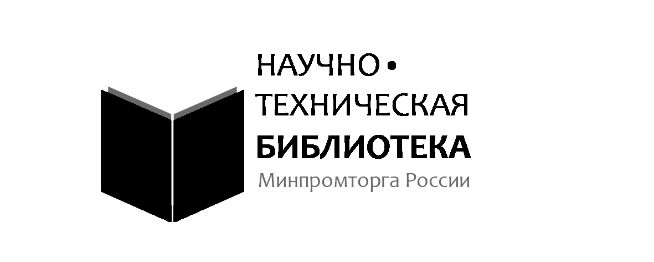 НАУЧНО •
ТЕХНИЧЕСКАЯ
БИБЛИОТЕКА
Минпромторга России